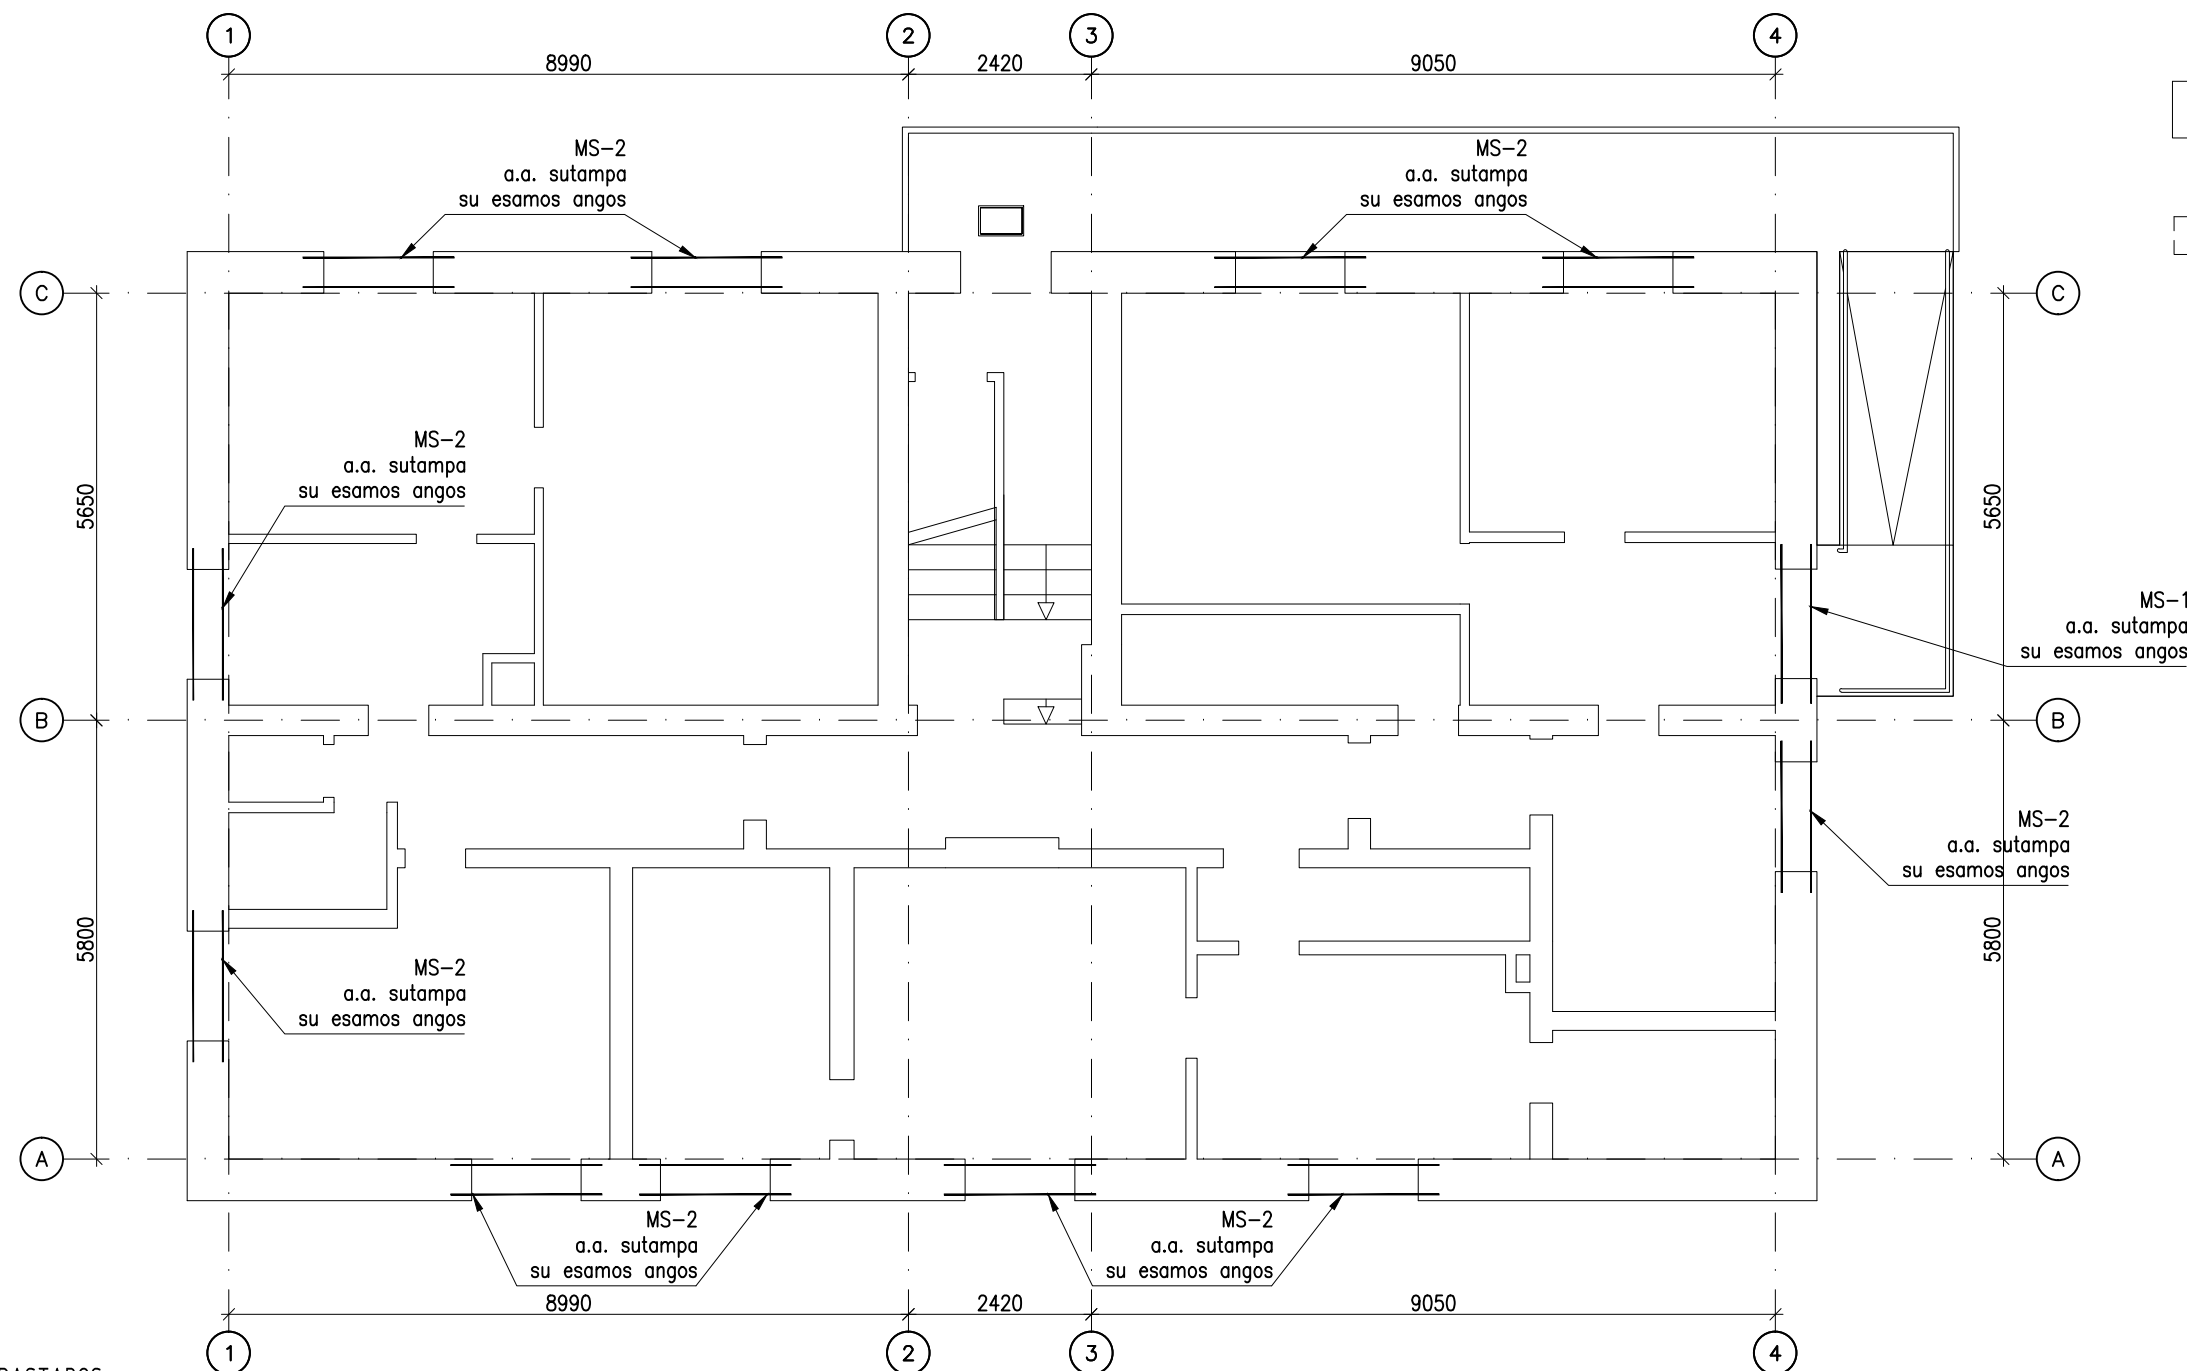 1 2 3 4
8990 2420 9050
MS-2
a.a. sutampa
su esamos angos
MS-2
a.a. sutampa
su esamos angos
C C
MS-2
a.a. sutampa
su esamos angos
5650 5650
MS-1
a.a. sutampa
su esamos angos
B B
MS-2
a.a. sutampa
su esamos angos
5800 5800
MS-2
a.a. sutampa
su esamos angos
A A
MS-2
a.a. sutampa
su esamos angos
MS-2
a.a. sutampa
su esamos angos
8990 2420 9050
1 2 3 4